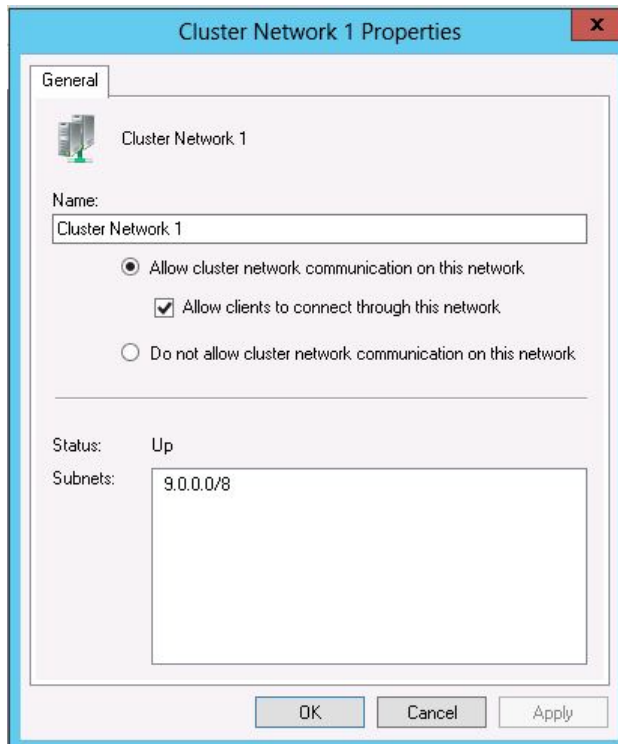 Cluster Network 1 Properties
x
General
Cluster Network 1
Name:
Cluster Network 1
Allow cluster network communication on this network
Allow clients to connect through this network
Do not allow cluster network communication on this network
Status: Up
Subnets: 9.0.0.0/8
OK Cancel Apply